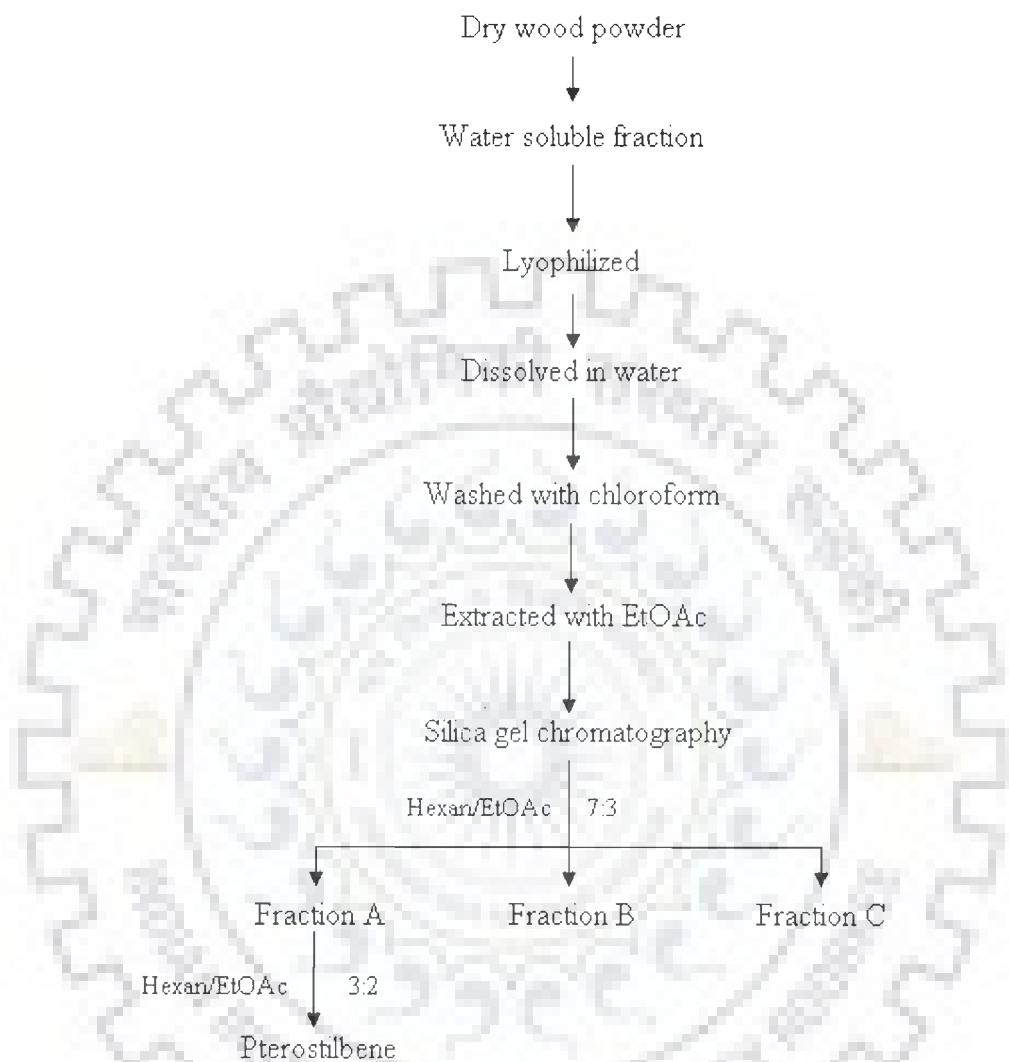 Dry wood powder
Water soluble fraction
Lyophilized
Dissolved in water
Washed with chloroform
Extracted with EtOAc
Silica gel chromatography
Hexan/EtOAc 7:3
Fraction A Fraction B Fraction C
Hexan/EtOAc 3:2
Pterostilbene